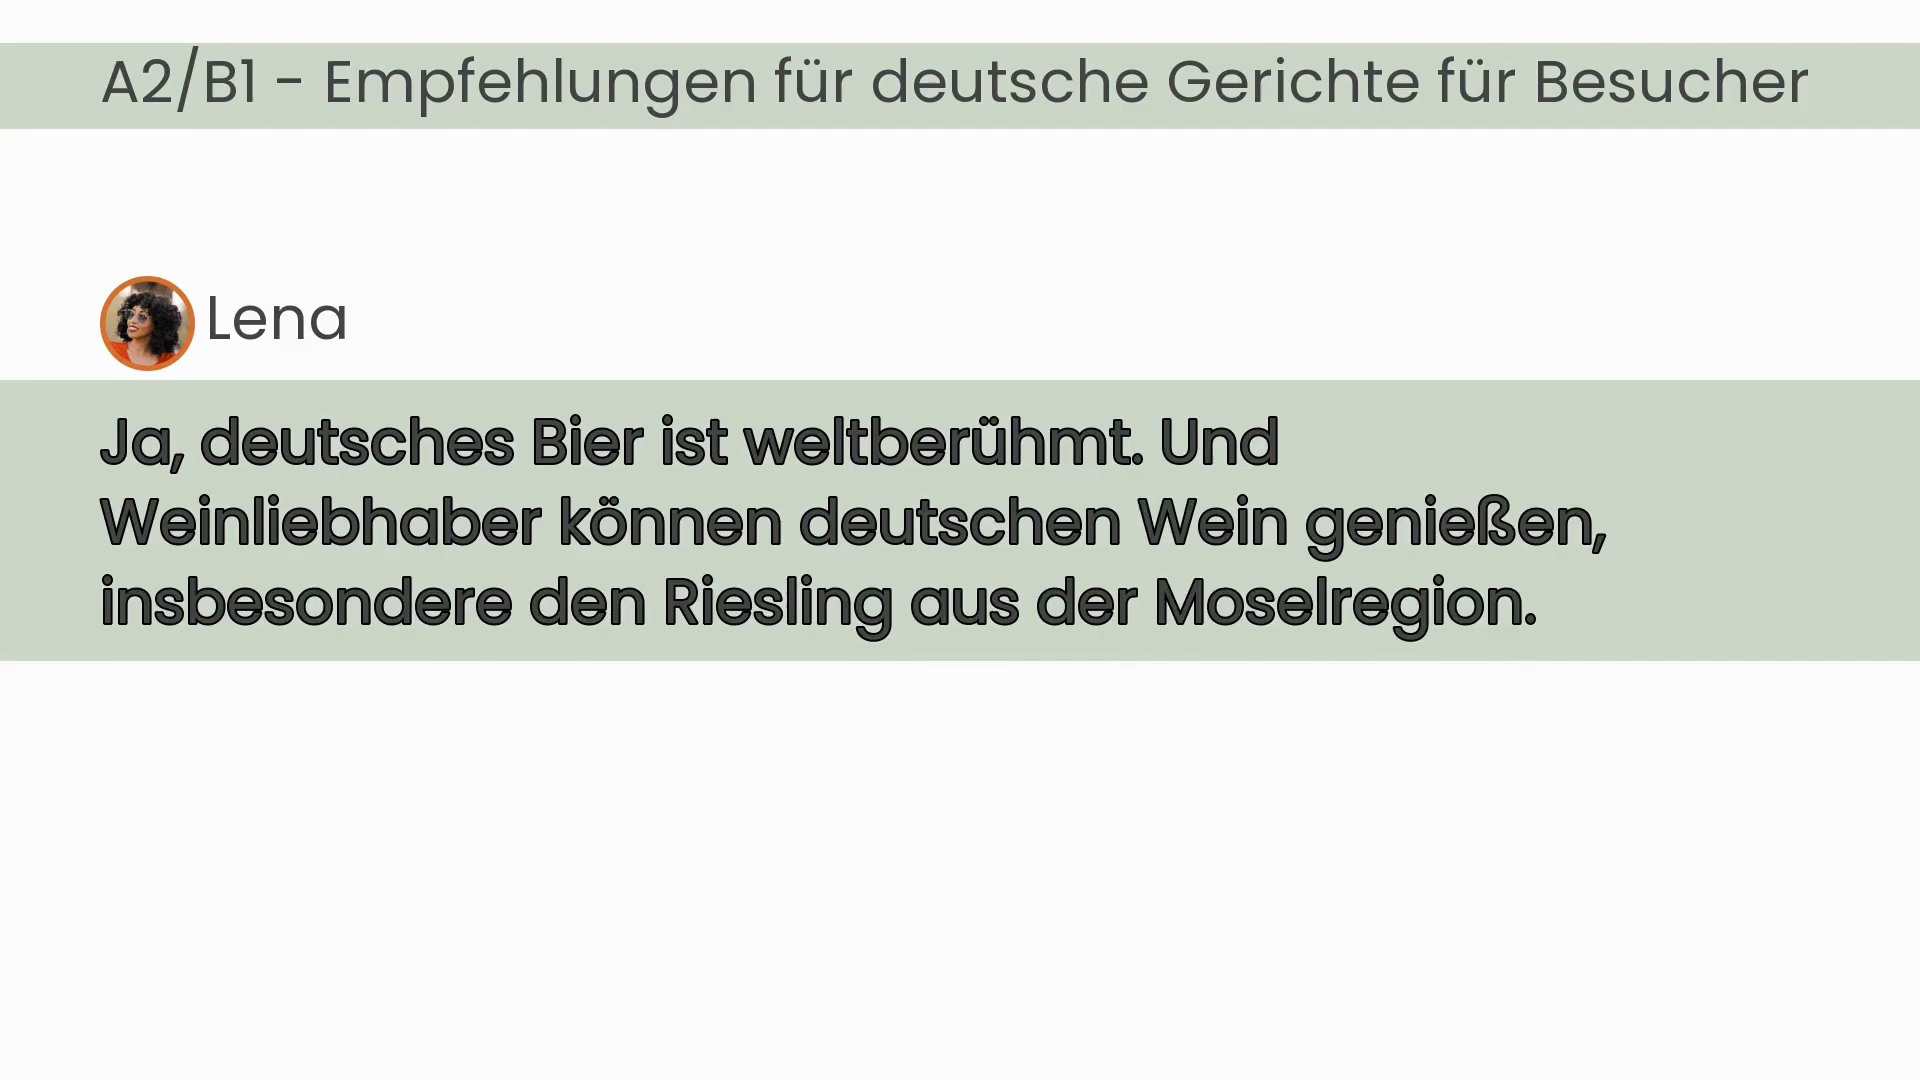 A2/B1 - Empfehlungen für deutsche Gerichte für Besucher
Lena
Ja, deutsches Bier ist weltberühmt. Und
Weinliebhaber können deutschen Wein genießen,
insbesondere den Riesling aus der Moselregion.